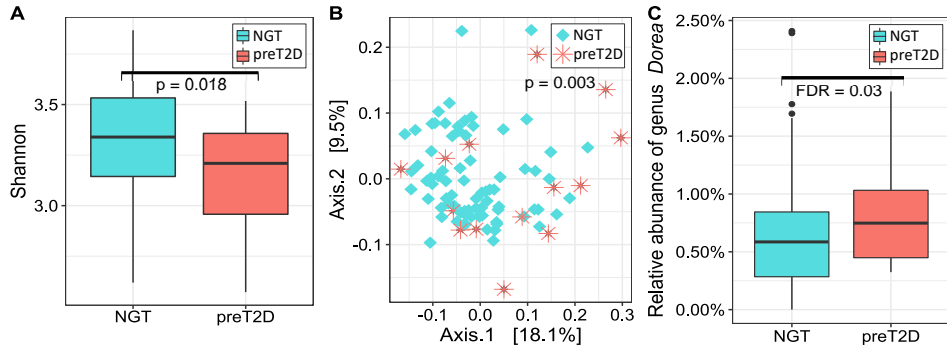 A
NGT
preT2D
p = 0.018
Shannon
3.5
3.0
NGT
preT2D
B
NGT
preT2D
p = 0.003
Axis.2 [9.5%]
0.2
0.1
0.0
-0.1
-0.1
0.0
0.1
0.2
0.3
Axis.1 [18.1%]
C
NGT
preT2D
FDR = 0.03
Relative abunance of genus Dorea
2.50%
2.00%
1.50%
1.00%
0.50%
0.00%
NGT
preT2D